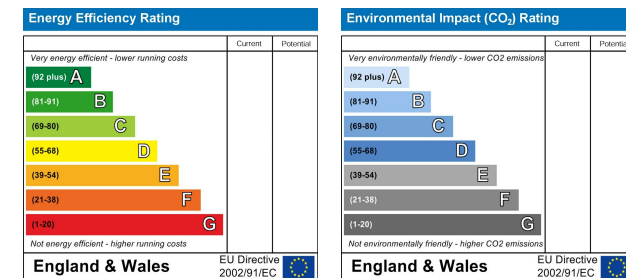 Energy Efficiency Rating
Current Potential
Very energy efficient - lower running costs
(92 plus) A
(81-91) B
(69-80) C
(55-68) D
(39-54) E
(21-38) F
(1-20) G
Not energy efficient - higher running costs
England & Wales
EU Directive
2002/91/EC
Environmental Impact (CO₂) Rating
Current Potential
Very environmentally friendly - lower CO2 emissions
(92 plus) A
(81-91) B
(69-80) C
(55-68) D
(39-54) E
(21-38) F
(1-20) G
Not environmentally friendly - higher CO2 emissions
England & Wales
EU Directive
2002/91/EC